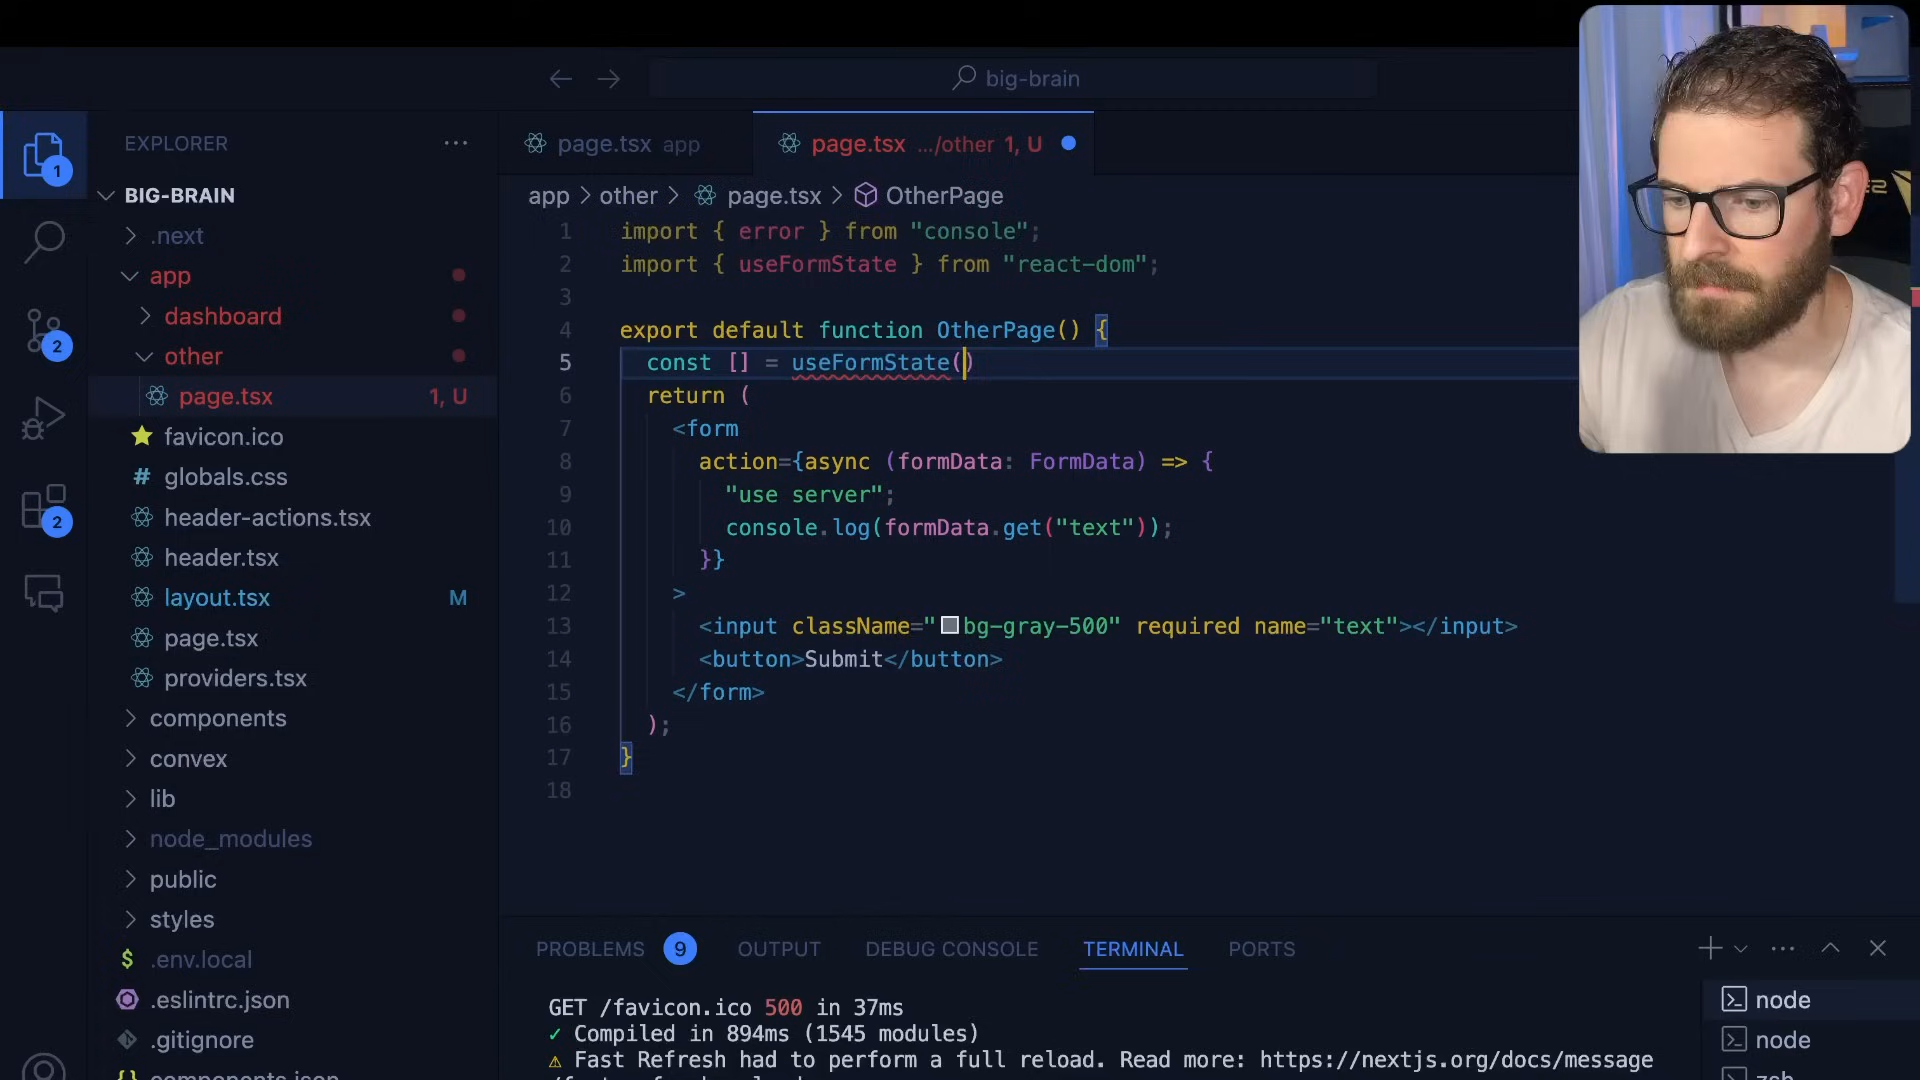 big-brain
EXPLORER
BIG-BRAIN
.next
app
dashboard
other
page.tsx 1, U
favicon.ico
globals.css
header-actions.tsx
header.tsx
layout.tsx M
page.tsx
providers.tsx
components
convex
lib
node_modules
public
styles
.env.local
.eslintrc.json
.gitignore
components.json
1
2
2
page.tsx app
page.tsx .../other 1, U
app > other > page.tsx > OtherPage
1 import { error } from "console";
2 import { useFormState } from "react-dom";
3
4 export default function OtherPage() {
5 const [] = useFormState()
6 return (
7 <form
8 action={async (formData: FormData) => {
9 "use server";
10 console.log(formData.get("text"));
11 }}
12 >
13 <input className="bg-gray-500" required name="text"></input>
14 <button>Submit</button>
15 </form>
16 );
17 }
18
PROBLEMS 9 OUTPUT DEBUG CONSOLE TERMINAL PORTS
GET /favicon.ico 500 in 37ms
✓ Compiled in 894ms (1545 modules)
⚠ Fast Refresh had to perform a full reload. Read more: https://nextjs.org/docs/message
node
node
zsh